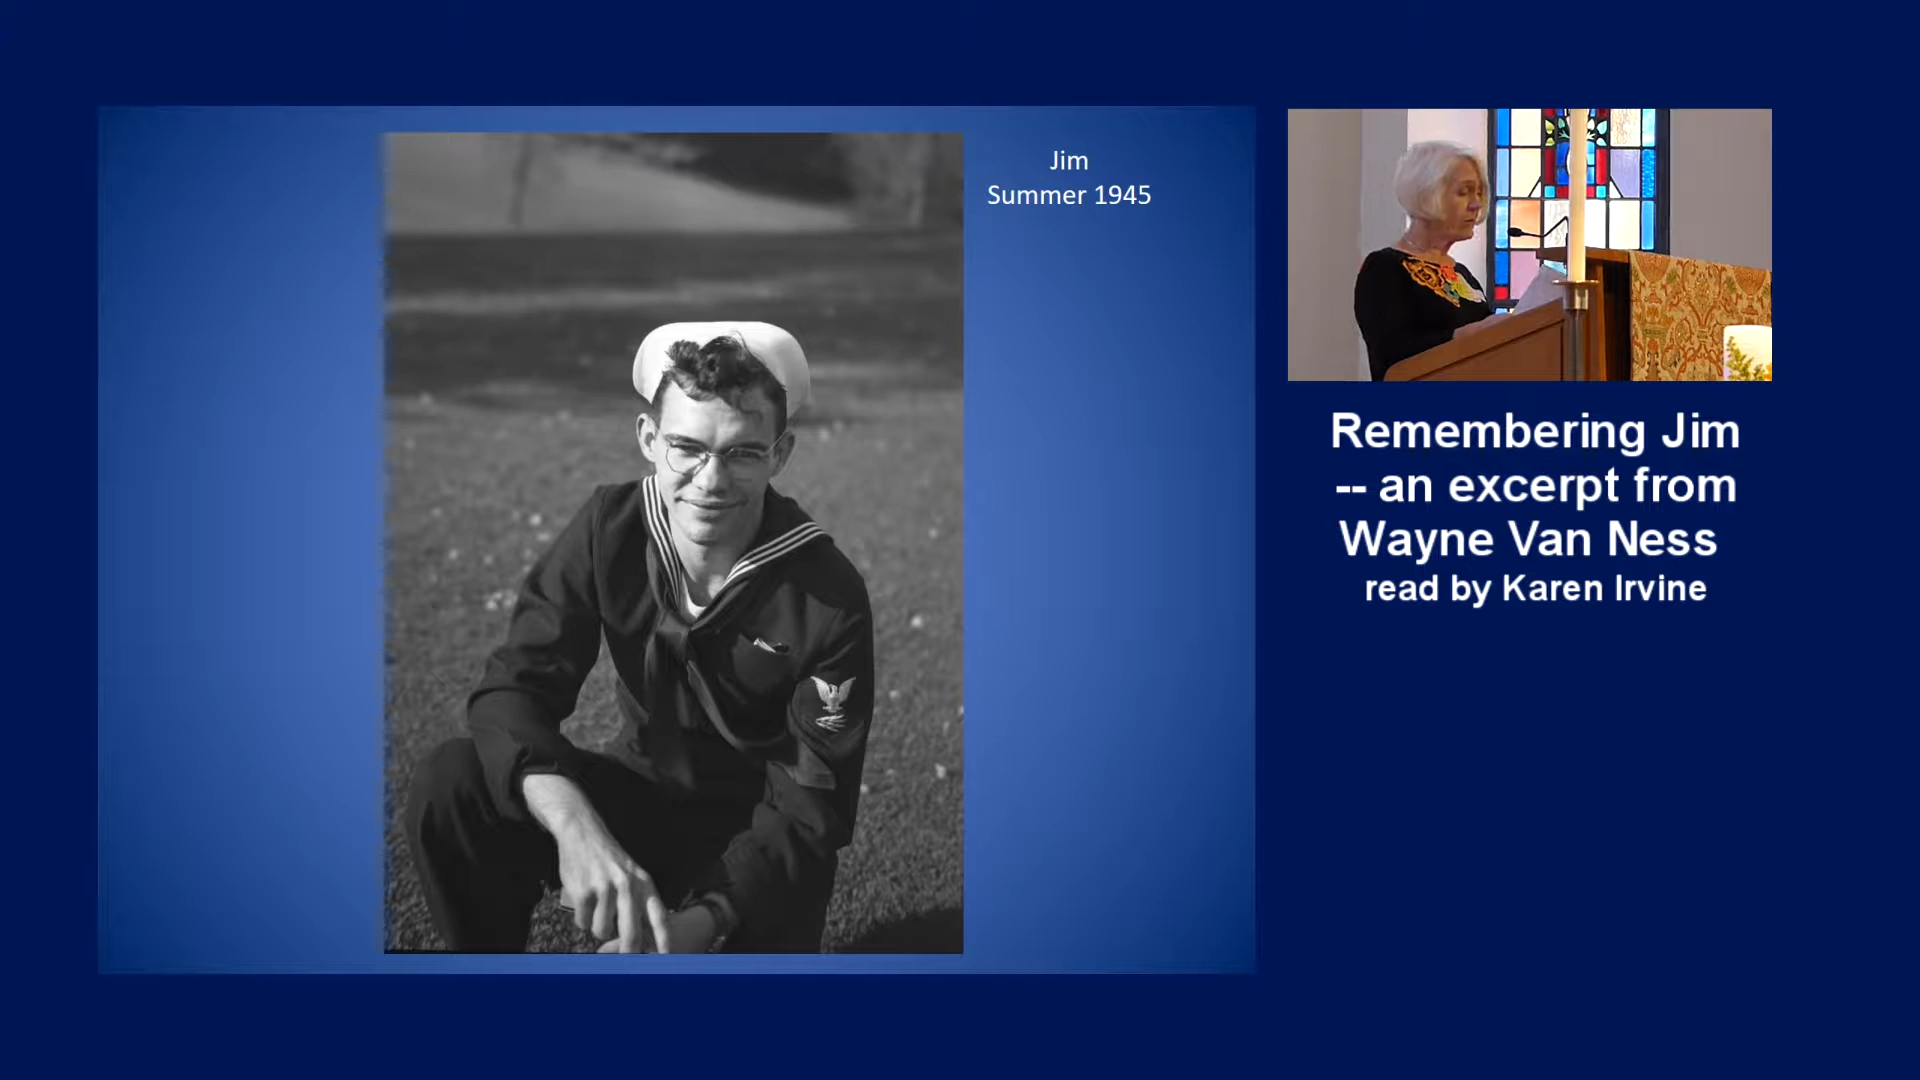 Jim
Summer 1945
Remembering Jim
-- an excerpt from
Wayne Van Ness
read by Karen Irvine